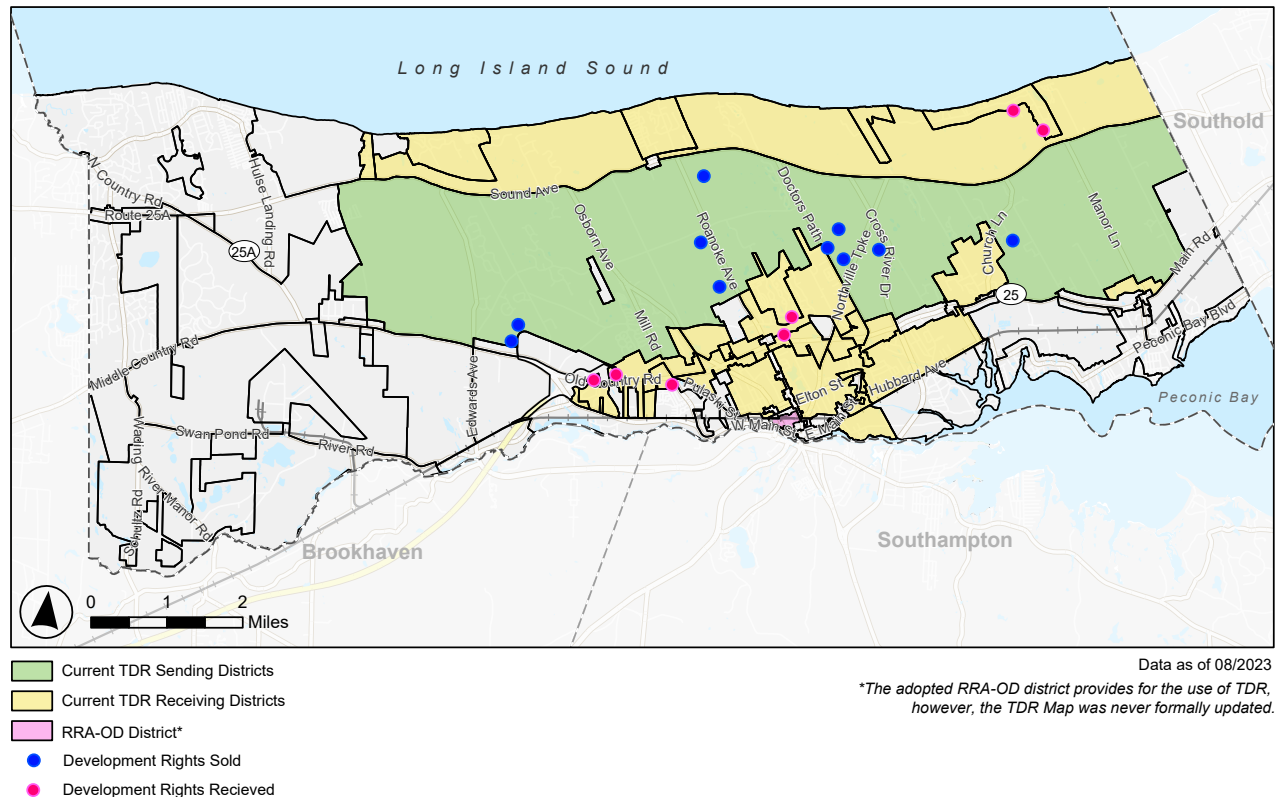 Long Island Sound
Southold
N Country Rd
Hulse Landing Rd
Route 25A
25A
Sound Ave
Osborn Ave
Roanoke Ave
Doctors Path
Northville Tpke
Cross River Dr
Church Ln
Manor Ln
Main Rd
25
Mill Rd
Peconic Bay Blvd
Middle Country Rd
Edwards Ave
Old Country Rd
Pulaski St
Elton St
Hubbard Ave
Peconic Bay
W Main St
E Main St
Wading River Manor Rd
Swan Pond Rd
River Rd
Schultz Rd
Brookhaven
Southampton
0 1 2
Miles
Current TDR Sending Districts
Current TDR Receiving Districts
RRA-OD District*
Development Rights Sold
Development Rights Recieved
Data as of 08/2023
*The adopted RRA-OD district provides for the use of TDR,
however, the TDR Map was never formally updated.